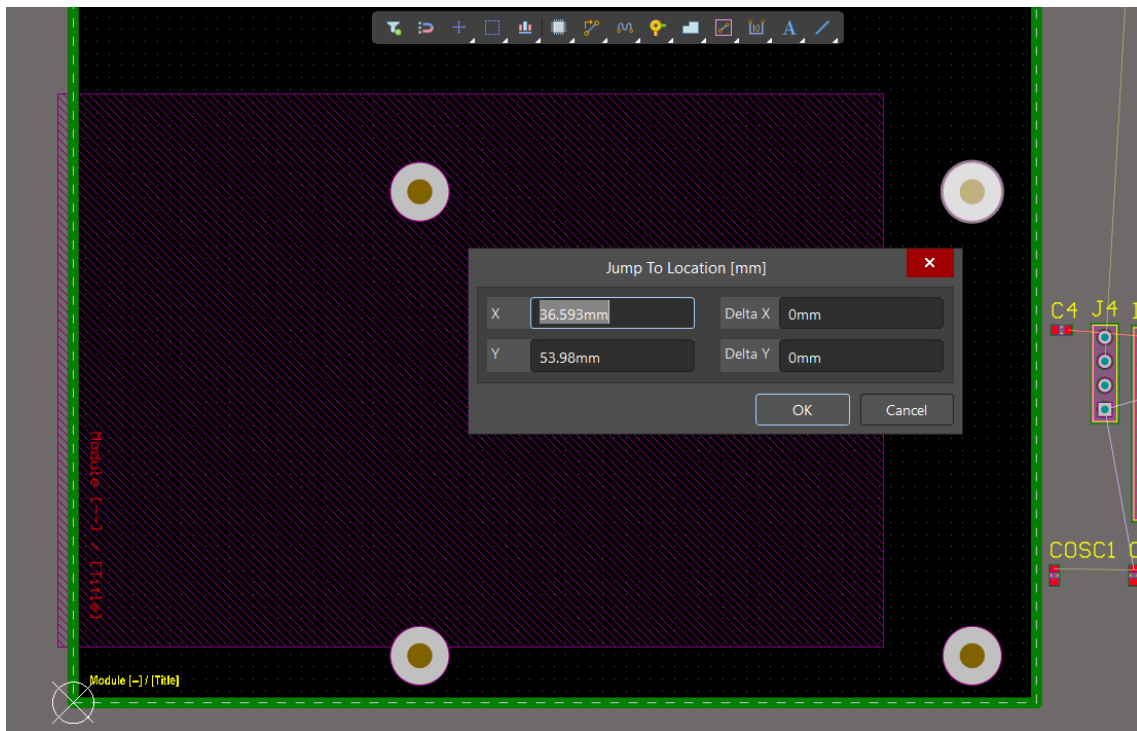 A
Jump To Location [mm]
X 36.593mm Delta X 0mm
Y 53.98mm Delta Y 0mm
OK Cancel
C4 J4
Module [--] / [Title]
COSC1
Module [--] / [Title]